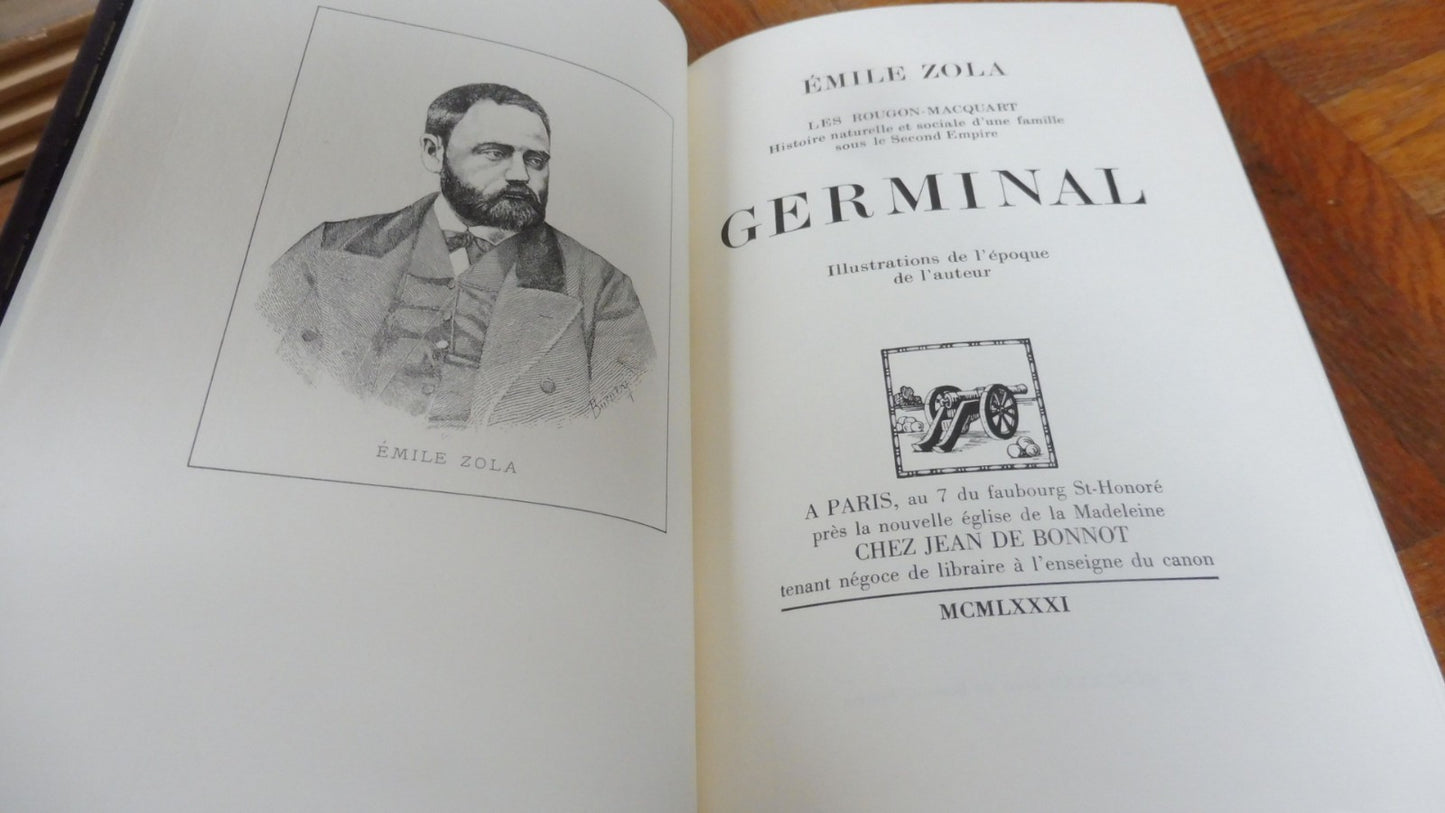 ÉMILE ZOLA
ÉMILE ZOLA
LES ROUGON-MACQUART
Histoire naturelle et sociale d'une famille
sous le Second Empire
GERMINAL
Illustrations de l'époque
de l'auteur
A PARIS, au 7 du faubourg St-Honoré
près la nouvelle église de la Madeleine
CHEZ JEAN DE BONNOT
tenant négoce de libraire à l'enseigne du canon
MCMLXXXI